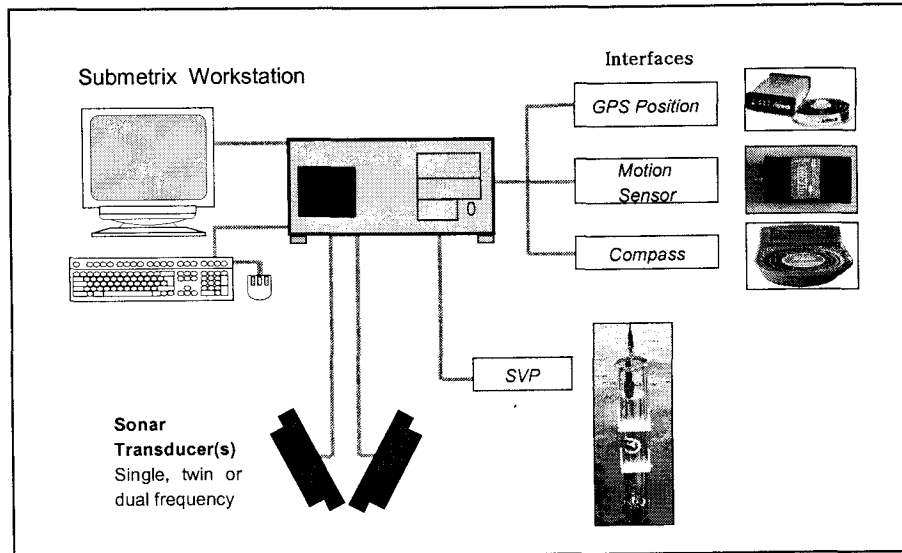 Submetrix Workstation
Interfaces
GPS Position
Motion
Sensor
Compass
0
SVP
Sonar
Transducer(s)
Single, twin or
dual frequency